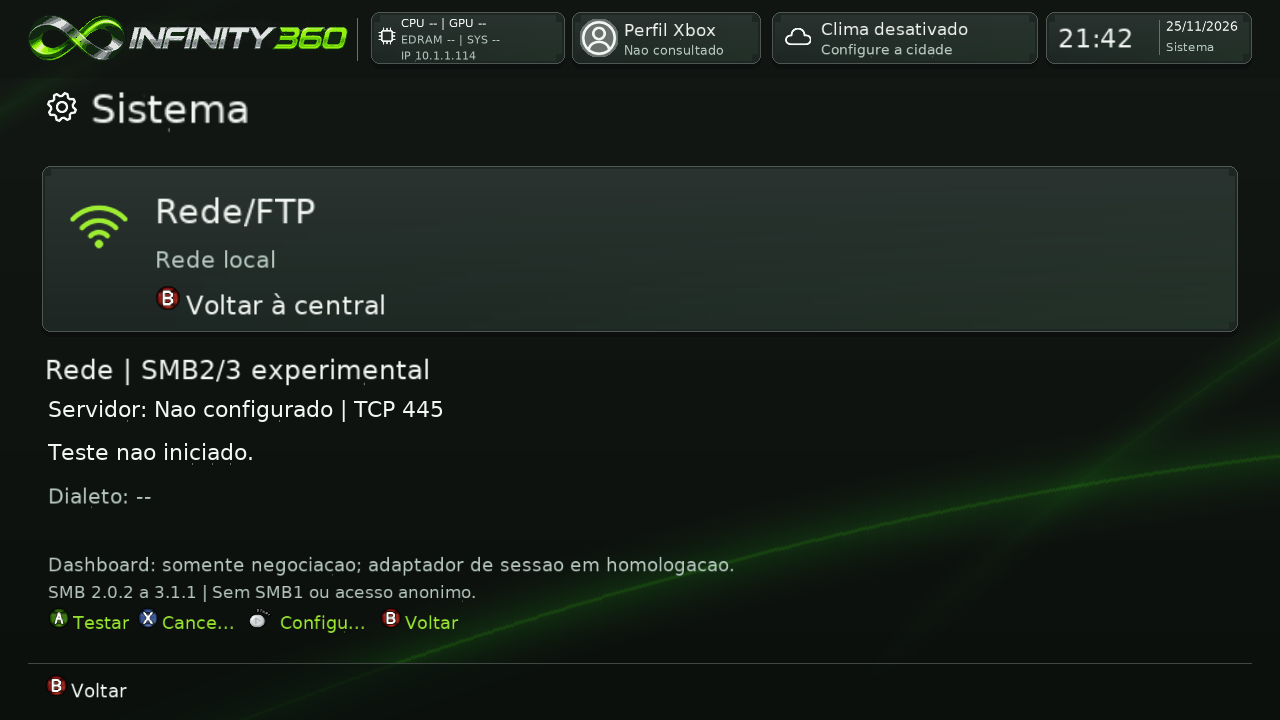 INFINITY 360
CPU -- | GPU --
EDRAM -- | SYS --
IP 10.1.1.114
Perfil Xbox
Nao consultado
Clima desativado
Configure a cidade
21:42
25/11/2026
Sistema
Sistema
Rede/FTP
Rede local
B Voltar à central
Rede | SMB2/3 experimental
Servidor: Nao configurado | TCP 445
Teste nao iniciado.
Dialeto: --
Dashboard: somente negociacao; adaptador de sessao em homologacao.
SMB 2.0.2 a 3.1.1 | Sem SMB1 ou acesso anonimo.
A Testar X Cance... Configu... B Voltar
B Voltar